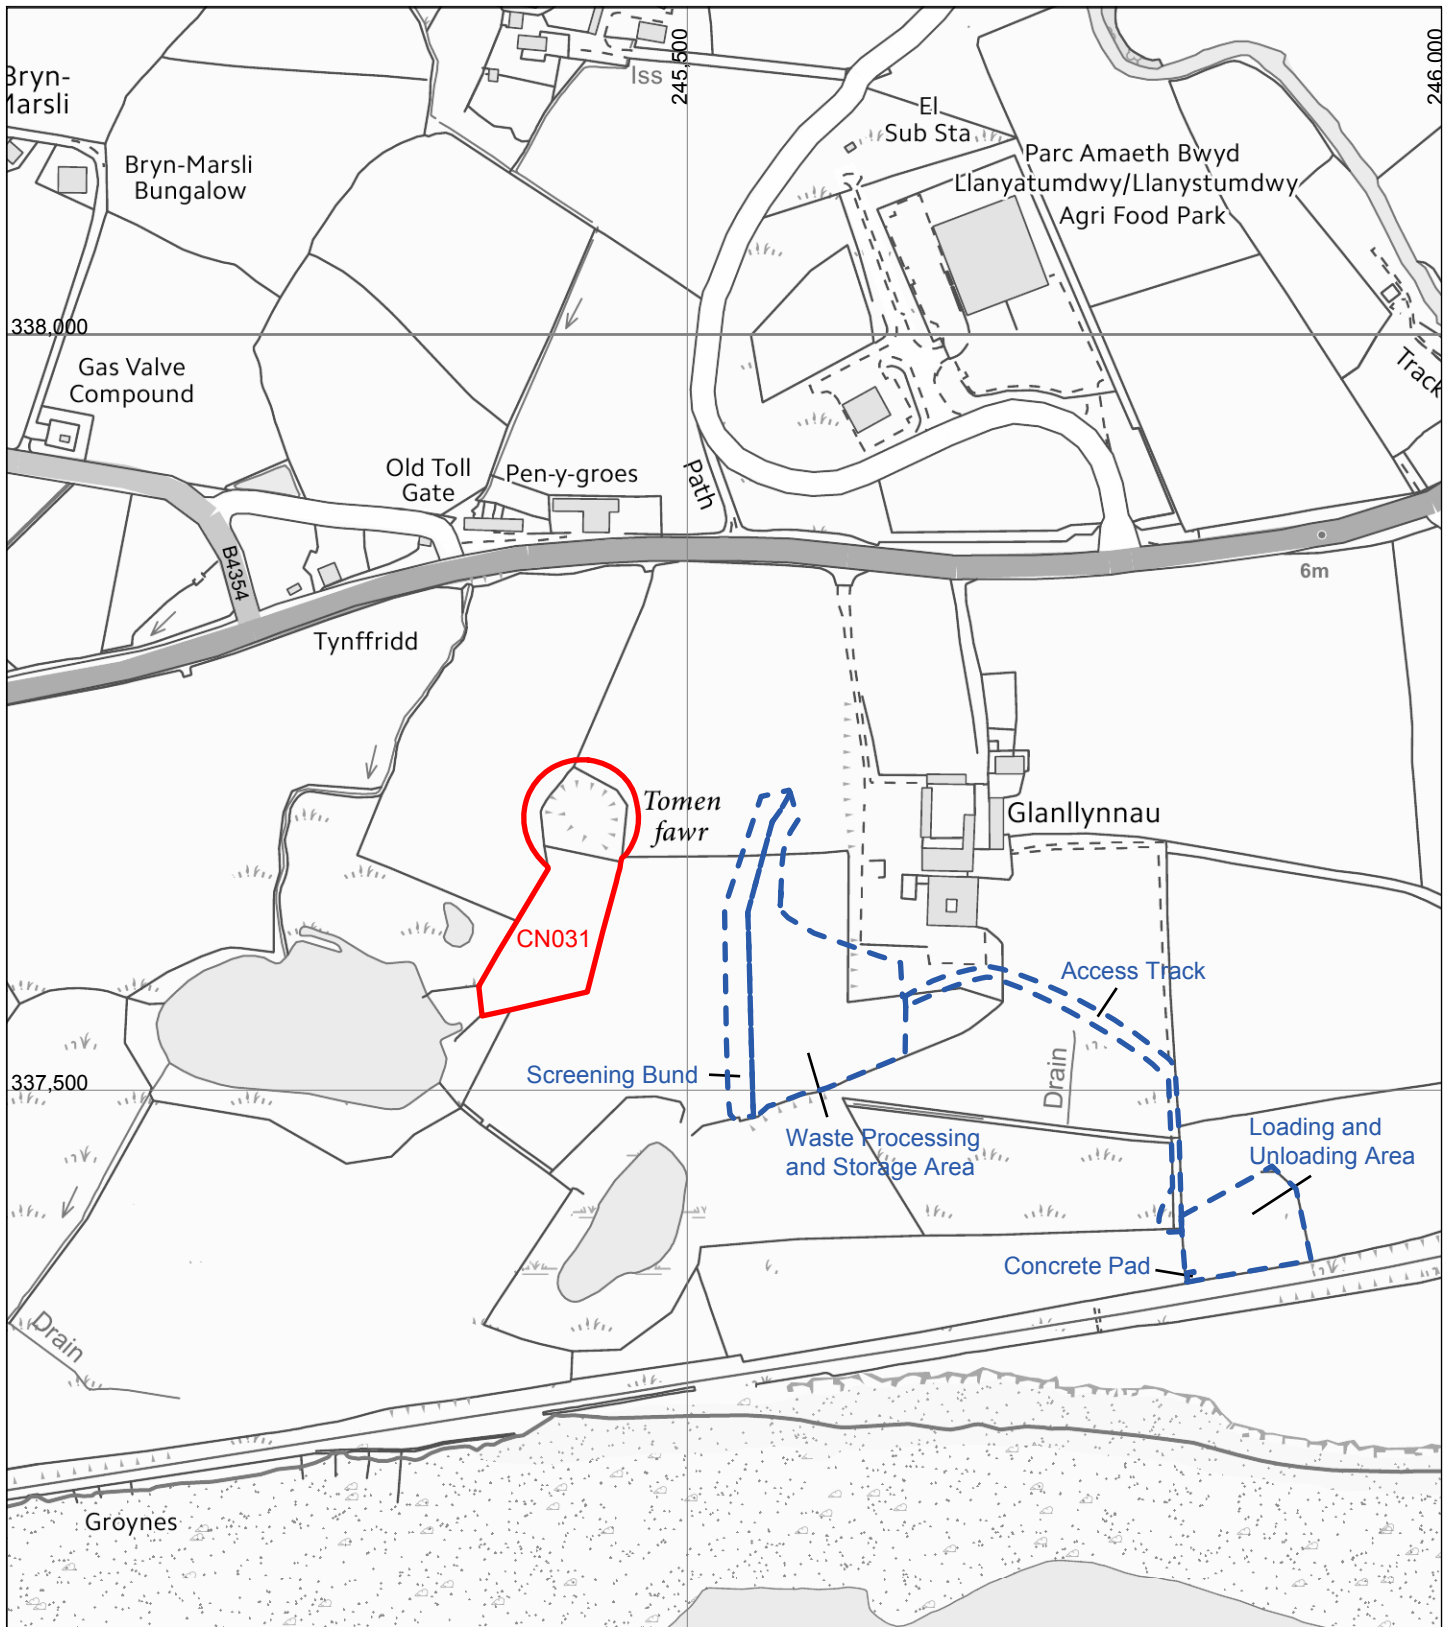 245,500
246,000
Iss
Bryn-
Marsli
El
Sub Sta
Bryn-Marsli
Bungalow
Parc Amaeth Bwyd
Llanyatumdwy/Llanystumdwy
Agri Food Park
338,000
Gas Valve
Compound
Track
Old Toll
Gate
Pen-y-groes
Path
B4354
6m
Tynffridd
Tomen
fawr
Glanllynnau
CN031
Access Track
Drain
Screening Bund
337,500
Waste Processing
and Storage Area
Loading and
Unloading Area
Concrete Pad
Drain
Groynes